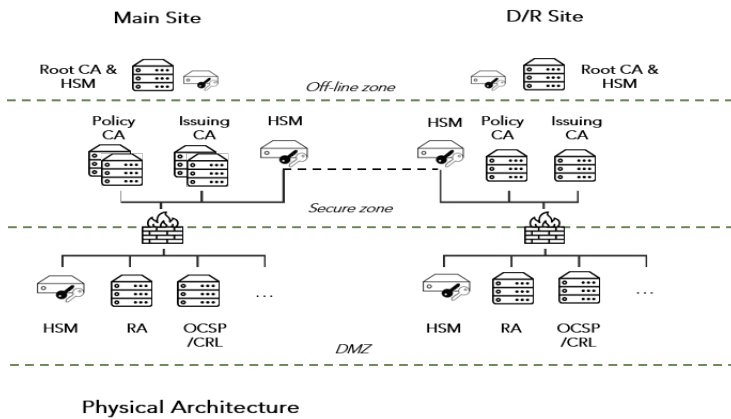 Main Site
D/R Site
Root CA &
HSM
Root CA &
HSM
Off-line zone
Policy
CA
Issuing
CA
HSM
HSM
Policy
CA
Issuing
CA
Secure zone
HSM
RA
OCSP
/CRL
...
HSM
RA
OCSP
/CRL
...
DMZ
Physical Architecture